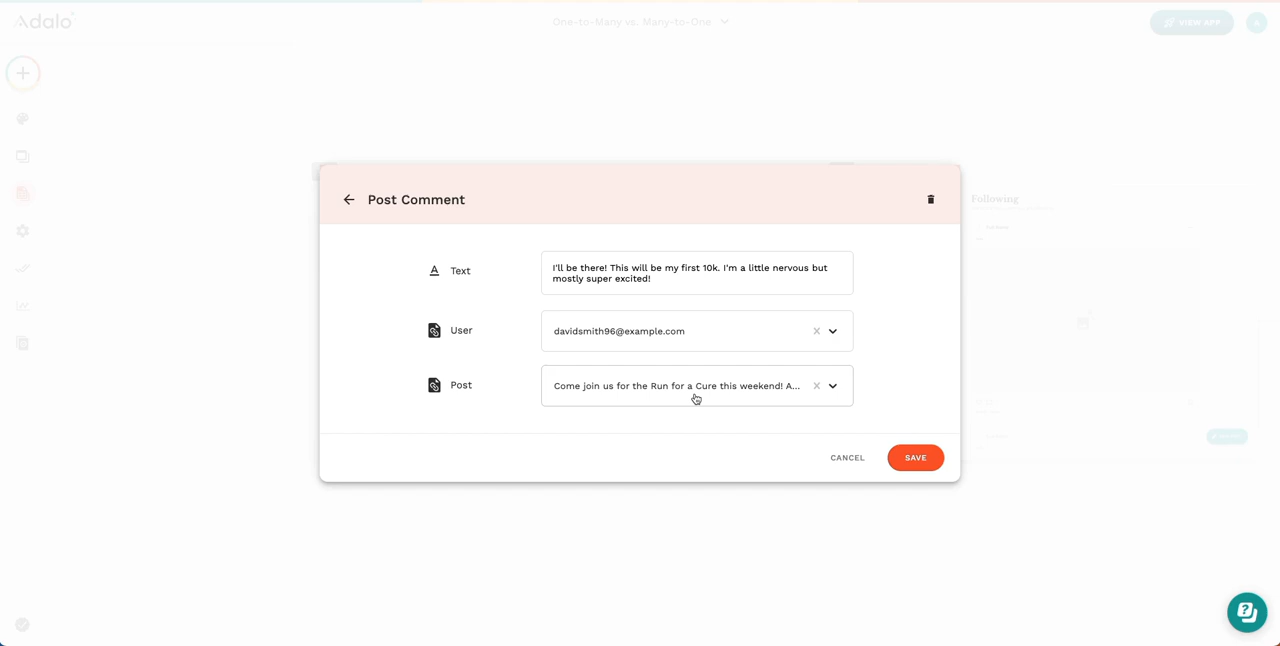 Adalo
One-to-Many vs. Many-to-One
VIEW APP
A
Post Comment
Following
Text
I'll be there! This will be my first 10k. I'm a little nervous but
mostly super excited!
User
davidsmith96@example.com
Post
Come join us for the Run for a Cure this weekend! A...
CANCEL
SAVE